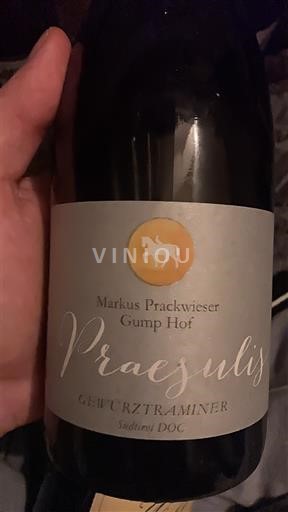 VINIOU
Markus Prackwieser
Gump Hof
Praesulis
GEWÜRZTRAMINER
Südtirol DOC